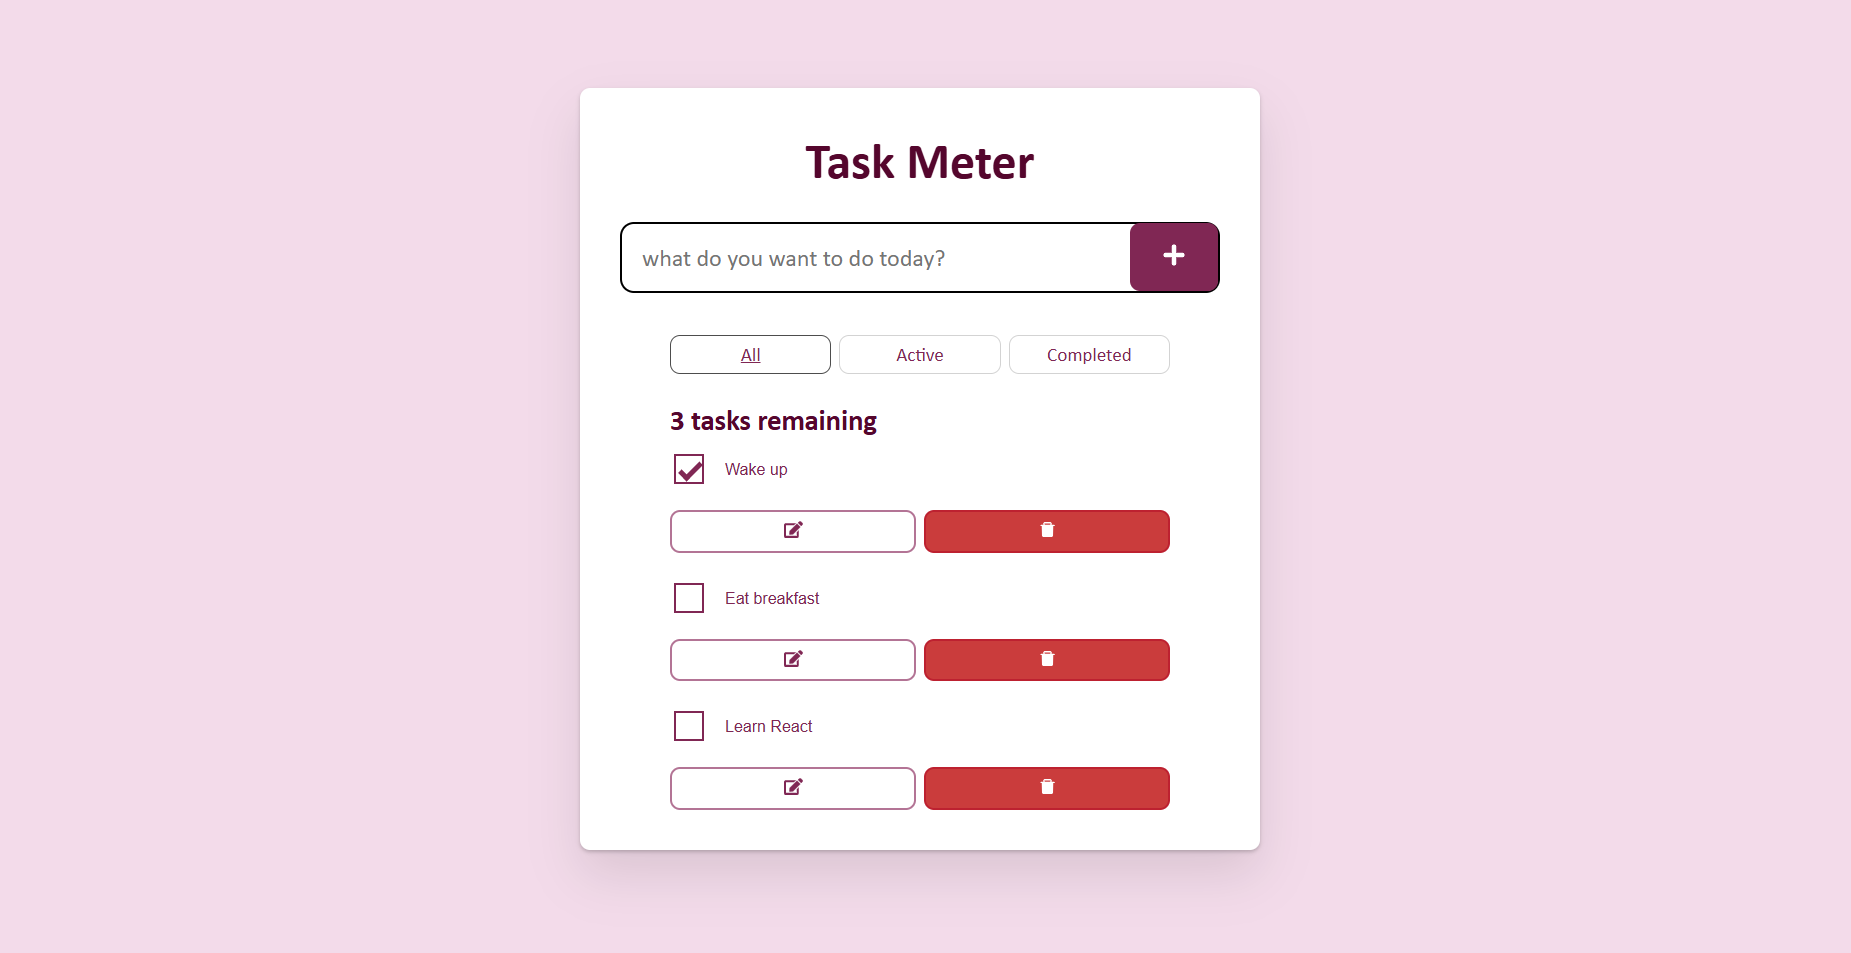 Task Meter
what do you want to do today?
All
Active
Completed
3 tasks remaining
Wake up
Eat breakfast
Learn React